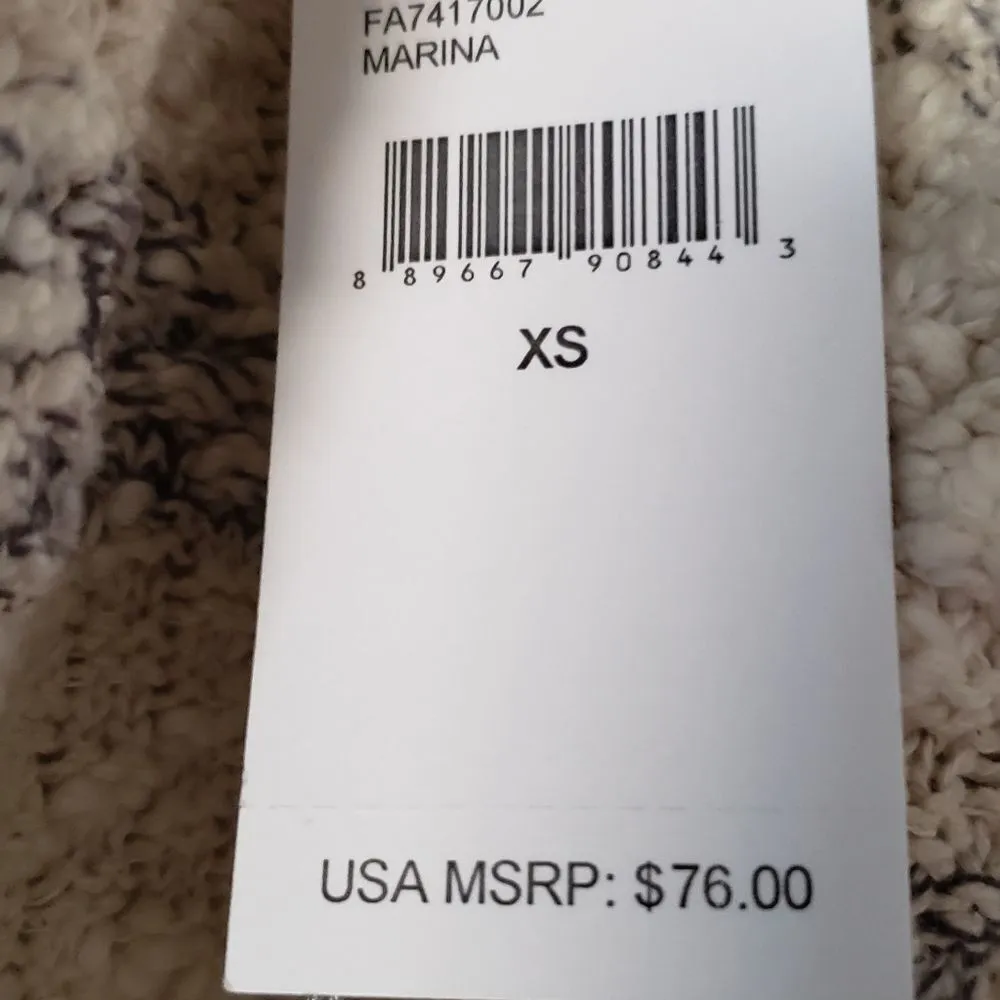 FA7417002
MARINA
8 89667 90844 3
XS
USA MSRP: $76.00